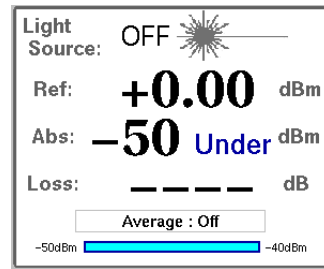 Light Source: OFF
Ref: +0.00 dBm
Abs: −50 Under dBm
Loss: ---- dB
Average : Off
−50dBm −40dBm